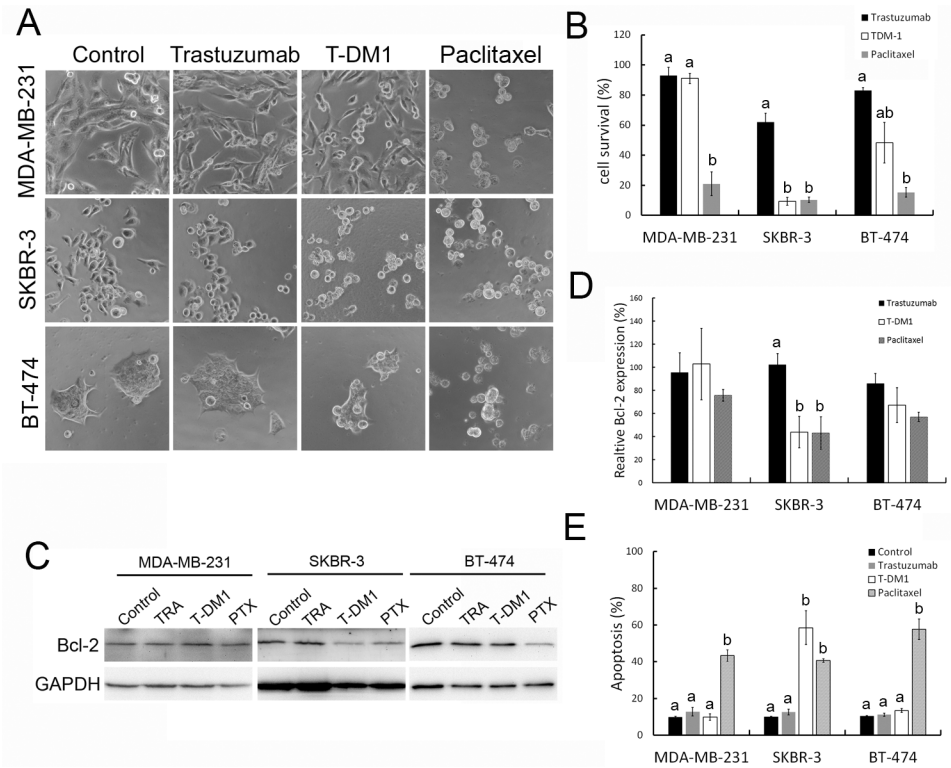 A
Control Trastuzumab T-DM1 Paclitaxel
MDA-MB-231
SKBR-3
BT-474
B
Trastuzumab
TDM-1
Paclitaxel
cell survival (%)
120
100
80
60
40
20
0
a a b
a b b
a ab b
MDA-MB-231 SKBR-3 BT-474
C
MDA-MB-231 SKBR-3 BT-474
Control TRA T-DM1 PTX Control TRA T-DM1 PTX Control TRA T-DM1 PTX
Bcl-2
GAPDH
D
Trastuzumab
T-DM1
Paclitaxel
Realtive Bcl-2 expression (%)
160
140
120
100
80
60
40
20
0
a b b
MDA-MB-231 SKBR-3 BT-474
E
Control
Trastuzumab
T-DM1
Paclitaxel
Apoptosis (%)
100
80
60
40
20
0
a a a b
a a b b
a a a b
MDA-MB-231 SKBR-3 BT-474